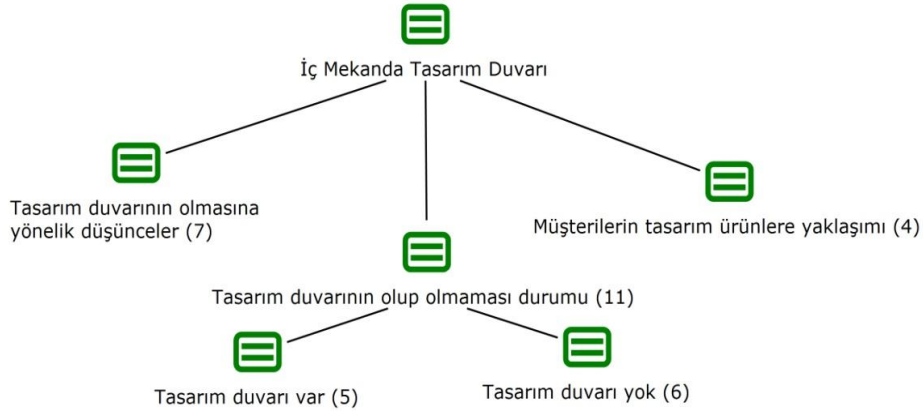 İç Mekanda Tasarım Duvarı
Tasarım duvarının olmasına
yönelik düşünceler (7)
Müşterilerin tasarım ürünlere yaklaşımı (4)
Tasarım duvarının olup olmaması durumu (11)
Tasarım duvarı var (5)
Tasarım duvarı yok (6)